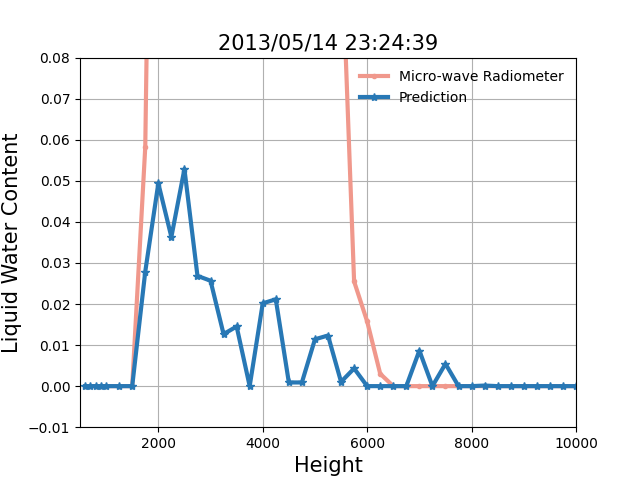 2013/05/14 23:24:39
0.08
0.07
0.06
0.05
0.04
0.03
0.02
0.01
0.00
−0.01
Liquid Water Content
Micro-wave Radiometer
Prediction
2000 4000 6000 8000 10000
Height